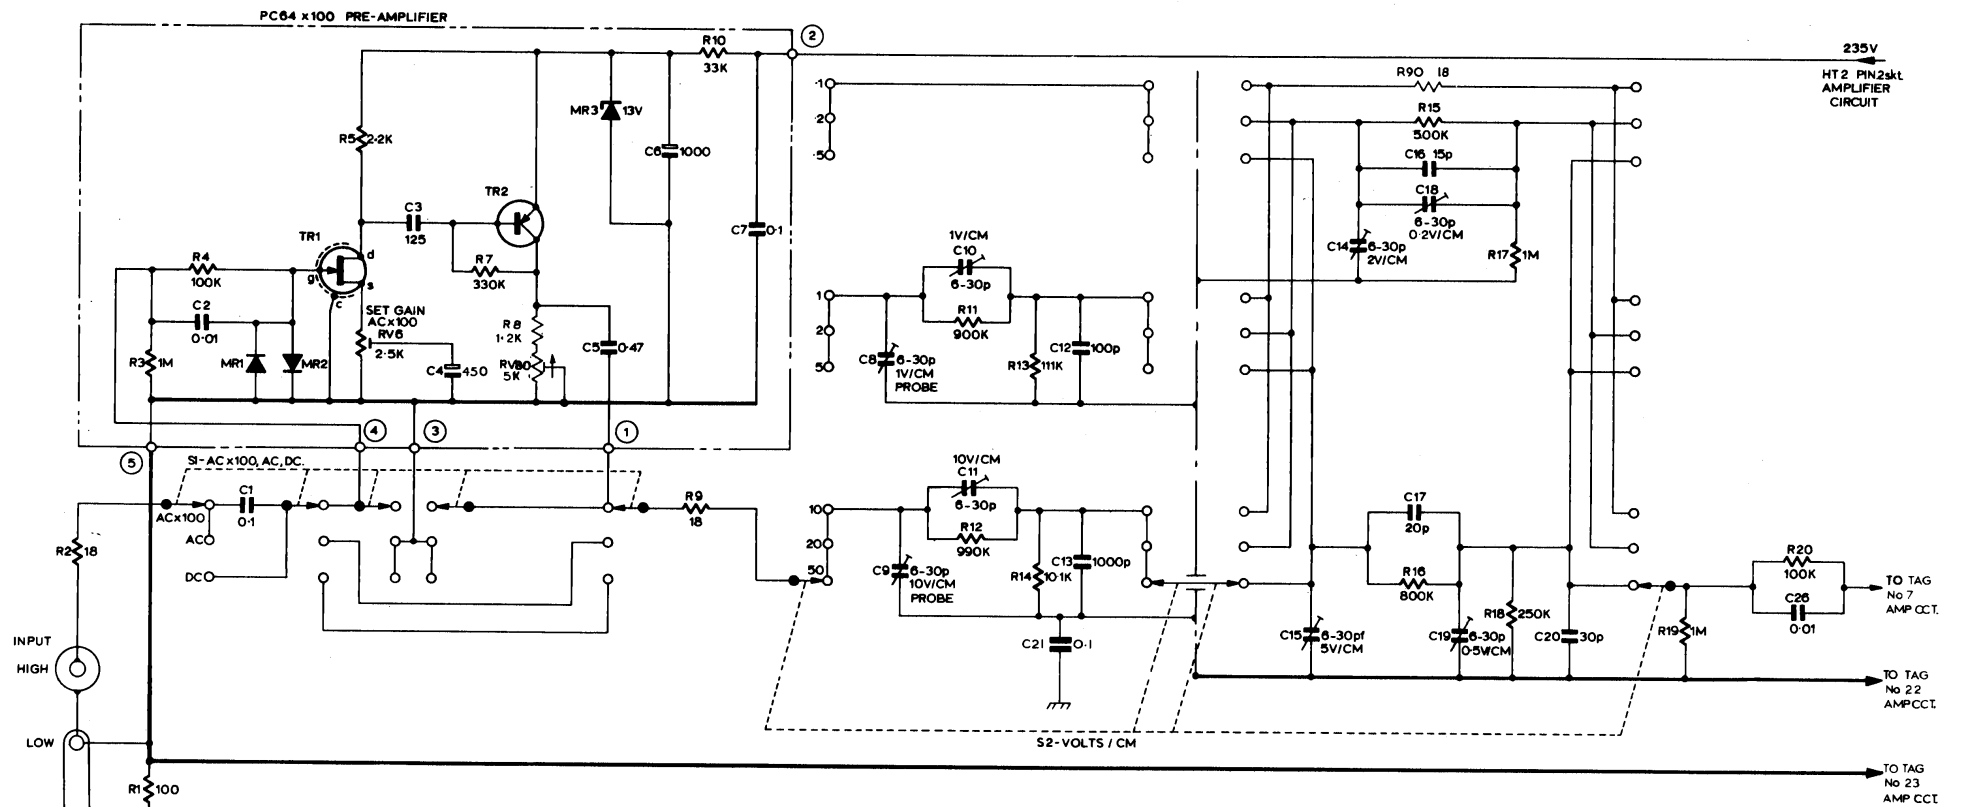 PC64 x100 PRE-AMPLIFIER
2
R10
33K
235V
HT2 PIN2skt.
AMPLIFIER
CIRCUIT
R5 2·2K
MR3 13V
C6 1000
C7 0·1
TR2
C3
125
R7
330K
TR1
d
g
s
c
R4
100K
C2
0·01
R3 1M
MR1
MR2
SET GAIN
ACx100
RV6
2·5K
C4 450
R8
1·2K
5K
C5 0·47
5
4
3
1
S1-ACx100, AC, DC.
ACx100
AC
DC
C1
0·1
R2 18
INPUT
HIGH
LOW
R1 100
R9
18
·1
·2
·5
1
2
5
10
20
50
1V/CM
C10
6-30p
R11
900K
C8 6-30p
1V/CM
PROBE
R13 111K
C12 100p
10V/CM
C11
6-30p
R12
990K
C9 6-30p
10V/CM
PROBE
R14 10·1K
C13 1000p
C21 0·1
S2-VOLTS/CM
R90 18
R15
500K
C16 15p
C18
6-30p
0·2V/CM
C14 6-30p
2V/CM
R17 1M
C17
20p
R16
800K
C15 6-30pf
5V/CM
C19 6-30p
0·5V/CM
R18 250K
C20 30p
R19 1M
R20
100K
C26
0·01
TO TAG
No 7
AMP CCT.
TO TAG
No 22
AMP CCT.
TO TAG
No 23
AMP CCT.